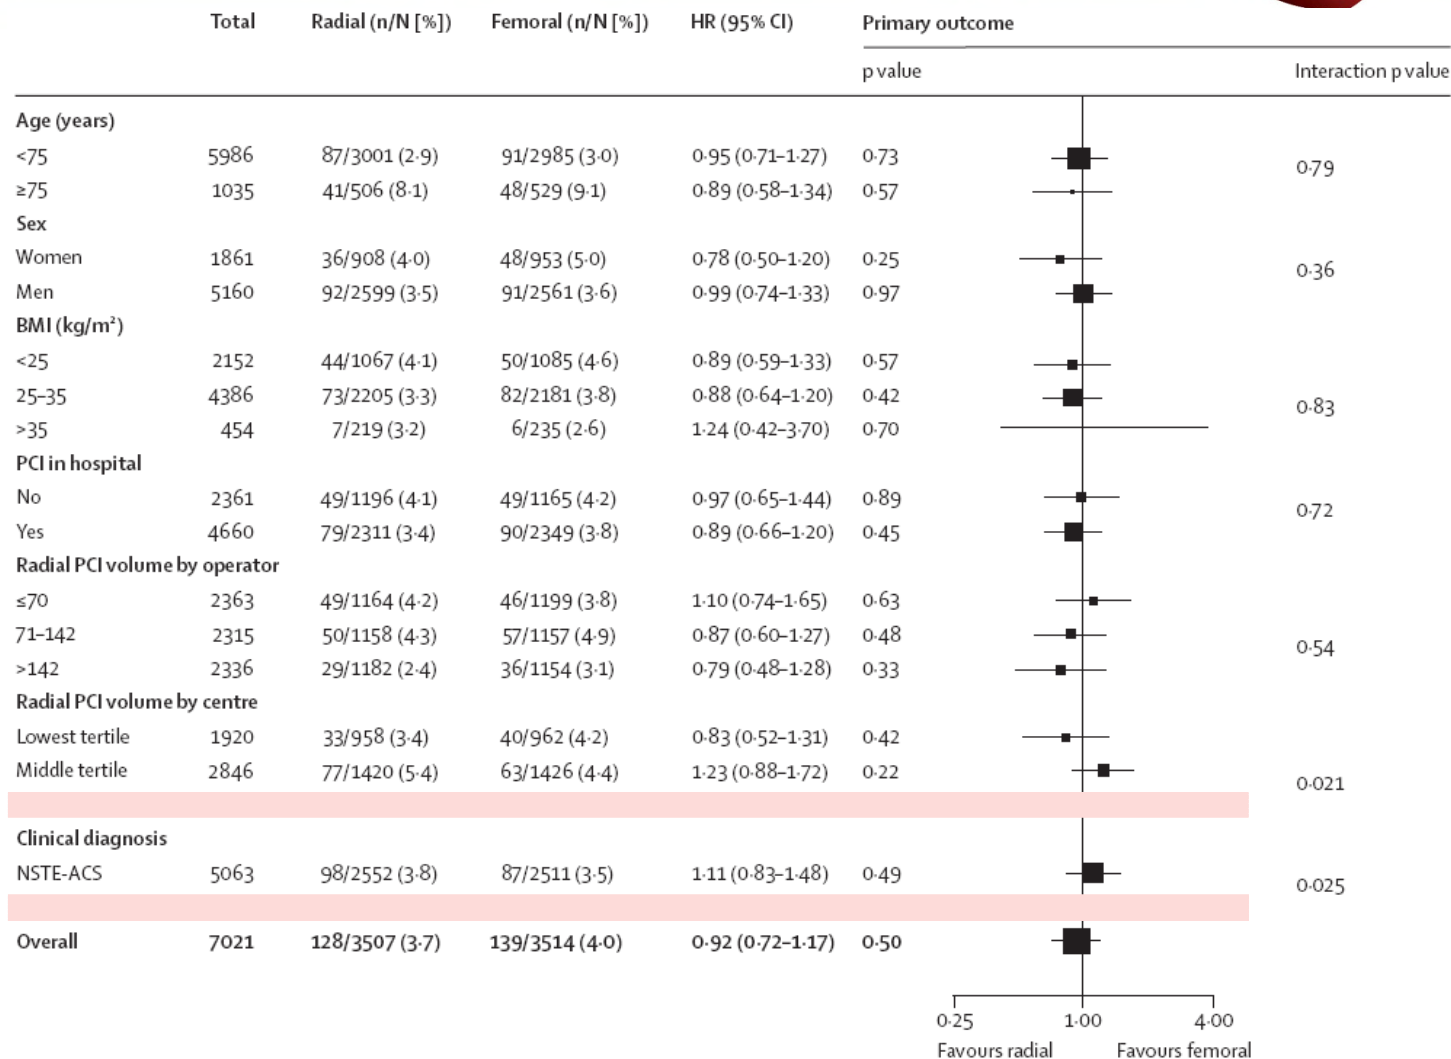 Total Radial (n/N [%]) Femoral (n/N [%]) HR (95% CI) Primary outcome
p value Interaction p value
Age (years)
<75 5986 87/3001 (2·9) 91/2985 (3·0) 0·95 (0·71–1·27) 0·73
0·79
≥75 1035 41/506 (8·1) 48/529 (9·1) 0·89 (0·58–1·34) 0·57
Sex
Women 1861 36/908 (4·0) 48/953 (5·0) 0·78 (0·50–1·20) 0·25
0·36
Men 5160 92/2599 (3·5) 91/2561 (3·6) 0·99 (0·74–1·33) 0·97
BMI (kg/m²)
<25 2152 44/1067 (4·1) 50/1085 (4·6) 0·89 (0·59–1·33) 0·57
25–35 4386 73/2205 (3·3) 82/2181 (3·8) 0·88 (0·64–1·20) 0·42
0·83
>35 454 7/219 (3·2) 6/235 (2·6) 1·24 (0·42–3·70) 0·70
PCI in hospital
No 2361 49/1196 (4·1) 49/1165 (4·2) 0·97 (0·65–1·44) 0·89
0·72
Yes 4660 79/2311 (3·4) 90/2349 (3·8) 0·89 (0·66–1·20) 0·45
Radial PCI volume by operator
≤70 2363 49/1164 (4·2) 46/1199 (3·8) 1·10 (0·74–1·65) 0·63
71–142 2315 50/1158 (4·3) 57/1157 (4·9) 0·87 (0·60–1·27) 0·48
0·54
>142 2336 29/1182 (2·4) 36/1154 (3·1) 0·79 (0·48–1·28) 0·33
Radial PCI volume by centre
Lowest tertile 1920 33/958 (3·4) 40/962 (4·2) 0·83 (0·52–1·31) 0·42
Middle tertile 2846 77/1420 (5·4) 63/1426 (4·4) 1·23 (0·88–1·72) 0·22
0·021
Clinical diagnosis
NSTE-ACS 5063 98/2552 (3·8) 87/2511 (3·5) 1·11 (0·83–1·48) 0·49
0·025
Overall 7021 128/3507 (3·7) 139/3514 (4·0) 0·92 (0·72–1·17) 0·50
0·25 1·00 4·00
Favours radial Favours femoral